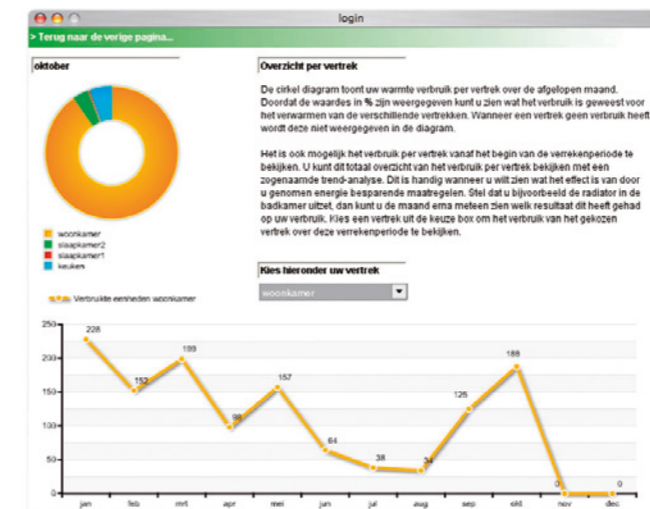 login
> Terug naar de vorige pagina...
oktober
woonkamer
slaapkamer2
slaapkamer1
keuken
Overzicht per vertrek
De cirkel diagram toont uw warmte verbruik per vertrek over de afgelopen maand.
Doordat de waardes in % zijn weergegeven kunt u zien wat het verbruik is geweest voor
het verwarmen van de verschillende vertrekken. Wanneer een vertrek geen verbruik heeft
wordt deze niet weergegeven in de diagram.
Het is ook mogelijk het verbruik per vertrek vanaf het begin van de verrekenperiode te
bekijken. U kunt dit totaal overzicht van het verbruik per vertrek bekijken met een
zogenaamde trend-analyse. Dit is handig wanneer u wilt zien wat het effect is van door
u genomen energie besparende maatregelen. Stel dat u bijvoorbeeld de radiator in de
badkamer uitzet, dan kunt u de maand erna meteen zien welk resultaat dit heeft gehad
op uw verbruik. Kies een vertrek uit de keuze box om het verbruik van het gekozen
vertrek over deze verrekenperiode te bekijken.
Kies hieronder uw vertrek
woonkamer
Verbruikte eenheden woonkamer
250
200
150
100
50
0
228
152
199
98
157
64
38
34
125
188
0
0
jan feb mrt apr mei jun jul aug sep okt nov dec